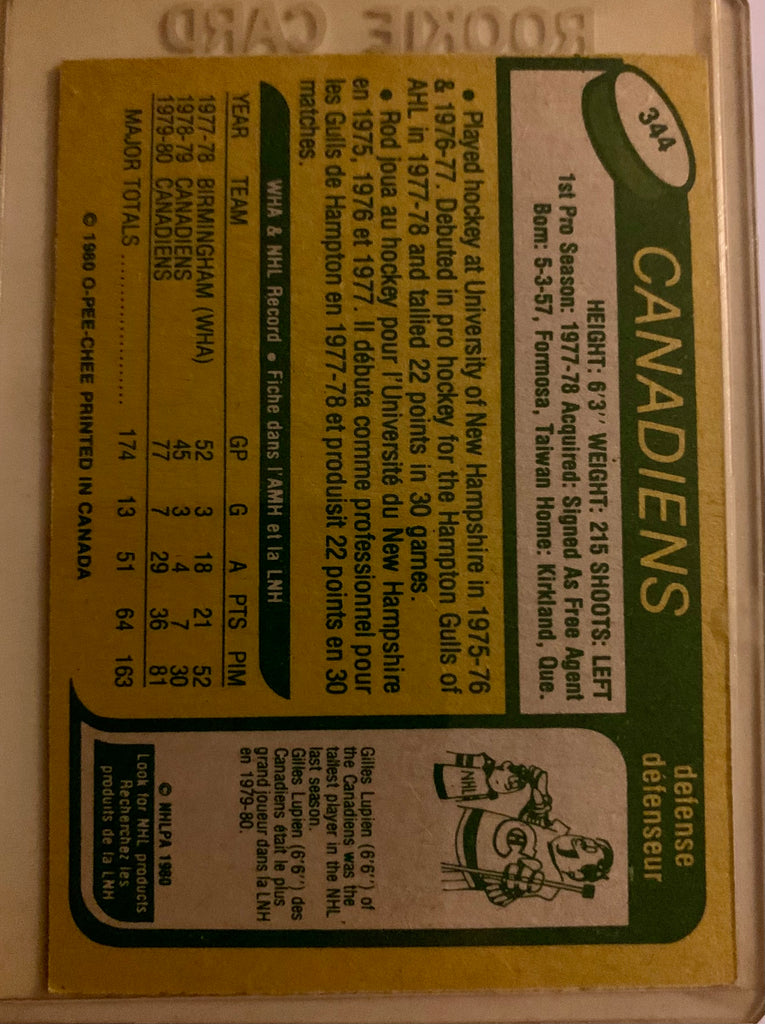 ROOKIE CARD
344
CANADIENS
defense
défenseur
HEIGHT: 6'3'' WEIGHT: 215 SHOOTS: LEFT
1st Pro Season: 1977-78 Acquired: Signed As Free Agent
Born: 5-3-57, Formosa, Taiwan Home: Kirkland, Que.
● Played hockey at University of New Hampshire in 1975-76
& 1976-77. Debuted in pro hockey for the Hampton Gulls of
AHL in 1977-78 and tallied 22 points in 30 games.
● Rod joua au hockey pour l'Université du New Hampshire
en 1975, 1976 et 1977. Il débuta comme professionnel pour
les Gulls de Hampton en 1977-78 et produisit 22 points en 30
matches.
WHA & NHL Record ● Fiche dans l'AMH et la LNH
YEAR TEAM GP G A PTS PIM
1977-78 BIRMINGHAM (WHA) 52 3 18 21 52
1978-79 CANADIENS 45 3 4 7 30
1979-80 CANADIENS 77 7 29 36 81
MAJOR TOTALS .................. 174 13 51 64 163
© 1980 O-PEE-CHEE PRINTED IN CANADA
NHL
C
Gilles Lupien (6'6'') of
the Canadiens was the
tallest player in the NHL
last season.
Gilles Lupien (6'6'') des
Canadiens était le plus
grand joueur dans la LNH
en 1979-80.
© NHLPA 1980
Look for NHL products
Recherchez les
produits de la LNH